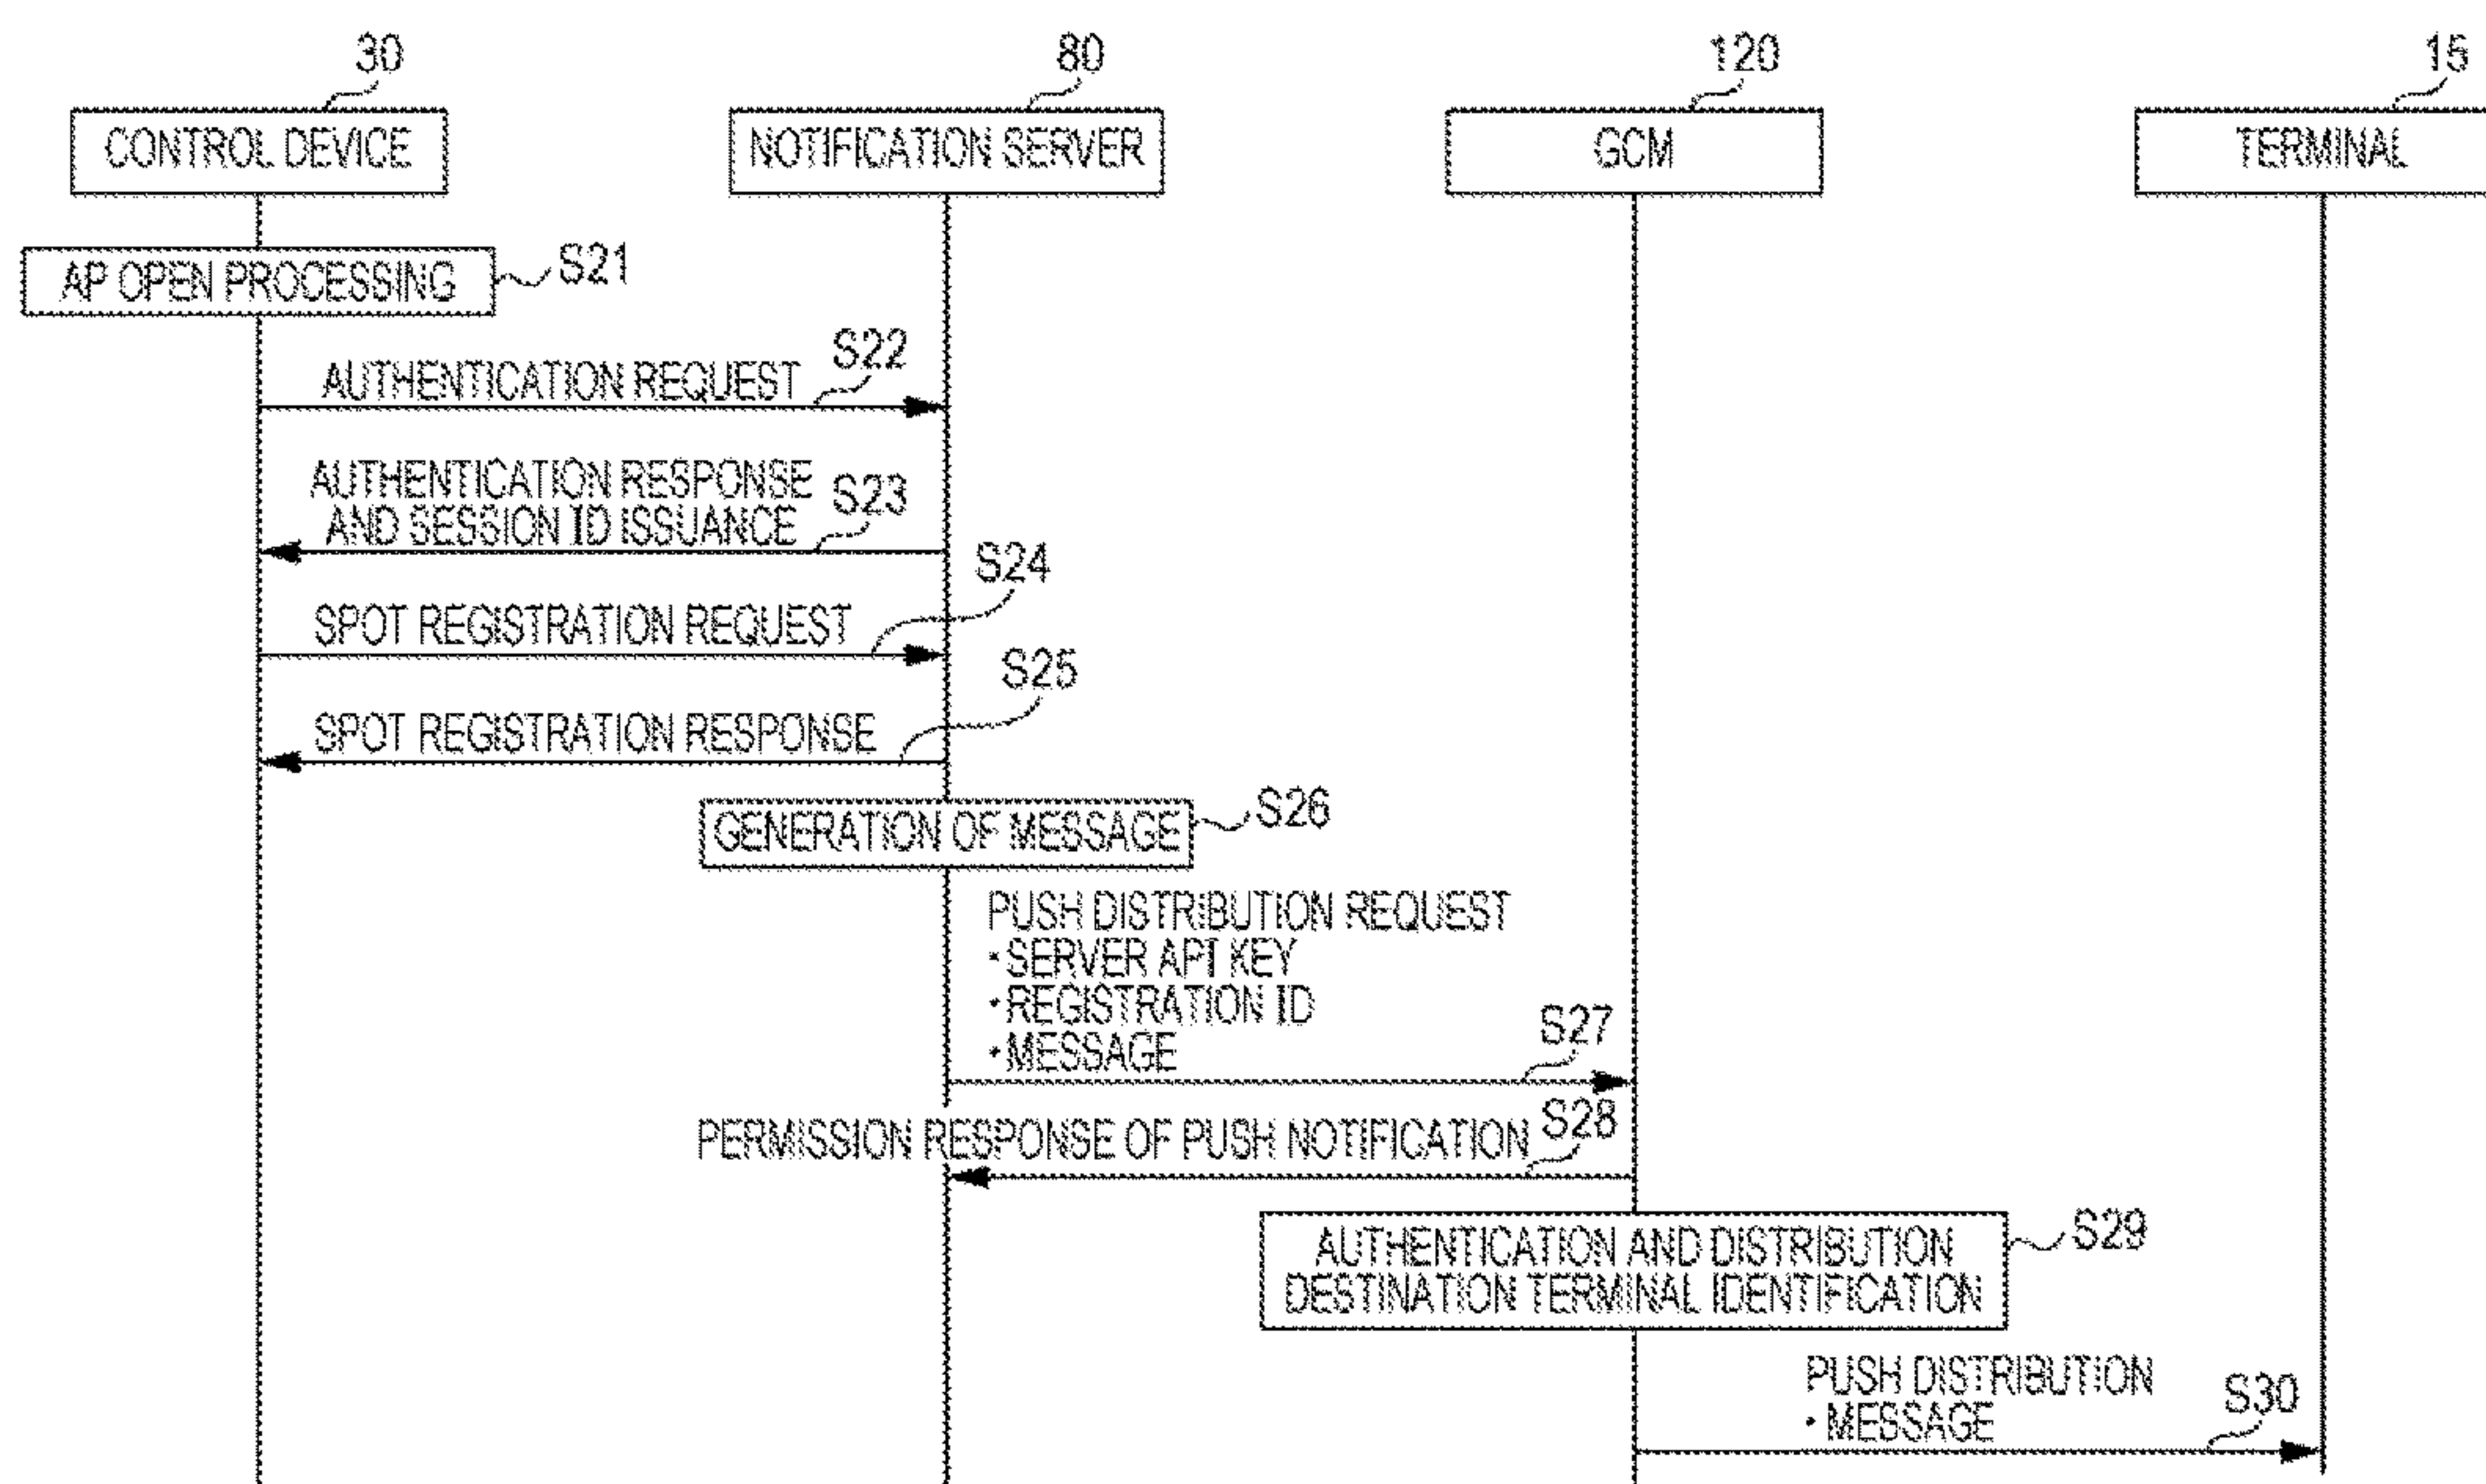 30
80
120
15
CONTROL DEVICE
NOTIFICATION SERVER
GCM
TERMINAL
AP OPEN PROCESSING
S21
S22
AUTHENTICATION REQUEST
AUTHENTICATION RESPONSE
AND SESSION ID ISSUANCE
S23
S24
SPOT REGISTRATION REQUEST
S25
SPOT REGISTRATION RESPONSE
GENERATION OF MESSAGE
S26
PUSH DISTRIBUTION REQUEST
・SERVER API KEY
・REGISTRATION ID
・MESSAGE
S27
PERMISSION RESPONSE OF PUSH NOTIFICATION
S28
AUTHENTICATION AND DISTRIBUTION
DESTINATION TERMINAL IDENTIFICATION
S29
PUSH DISTRIBUTION
・MESSAGE
S30